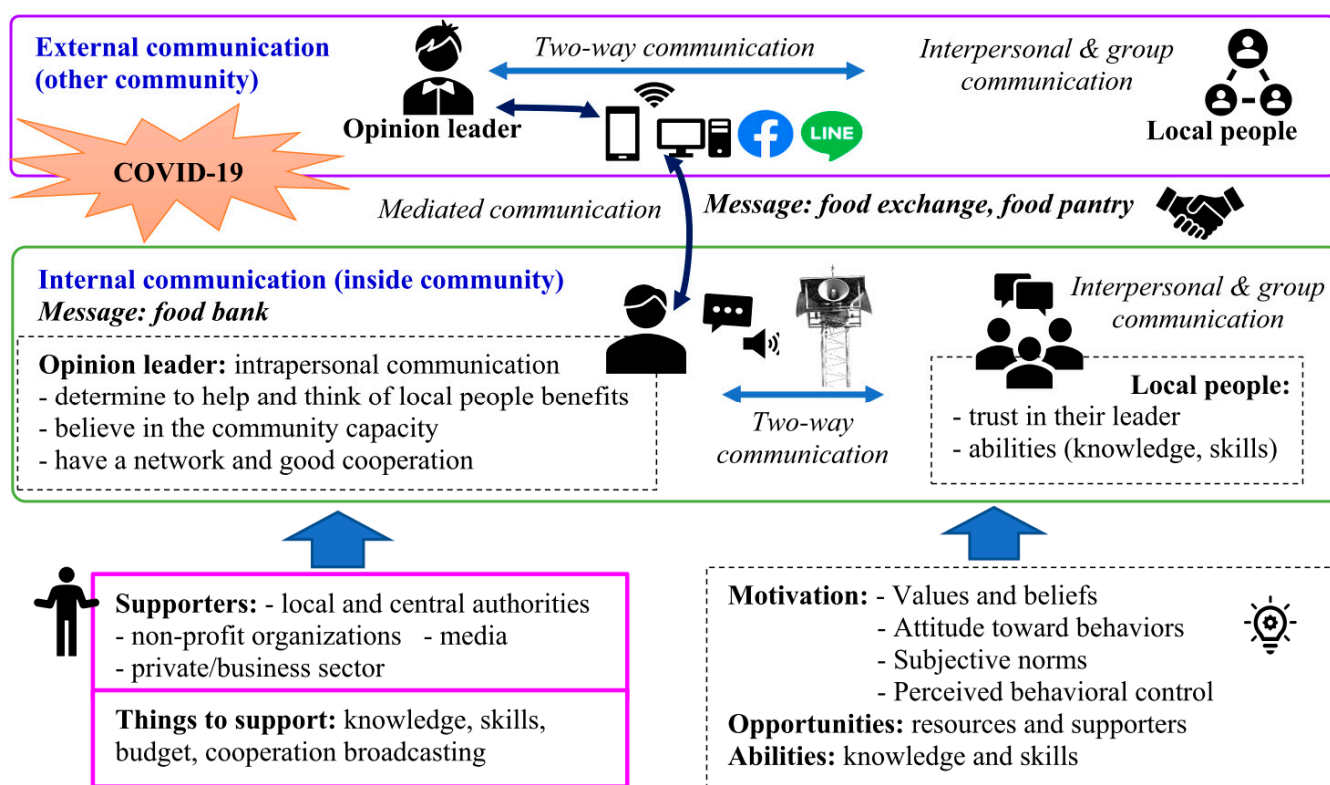 External communication
(other community)
Two-way communication
Interpersonal & group
communication
Opinion leader
LINE
Local people
COVID-19
Mediated communication
Message: food exchange, food pantry
Internal communication (inside community)
Message: food bank
Opinion leader: intrapersonal communication
- determine to help and think of local people benefits
- believe in the community capacity
- have a network and good cooperation
Two-way
communication
Interpersonal & group
communication
Local people:
- trust in their leader
- abilities (knowledge, skills)
Supporters: - local and central authorities
- non-profit organizations - media
- private/business sector
Things to support: knowledge, skills,
budget, cooperation broadcasting
Motivation: - Values and beliefs
- Attitude toward behaviors
- Subjective norms
- Perceived behavioral control
Opportunities: resources and supporters
Abilities: knowledge and skills